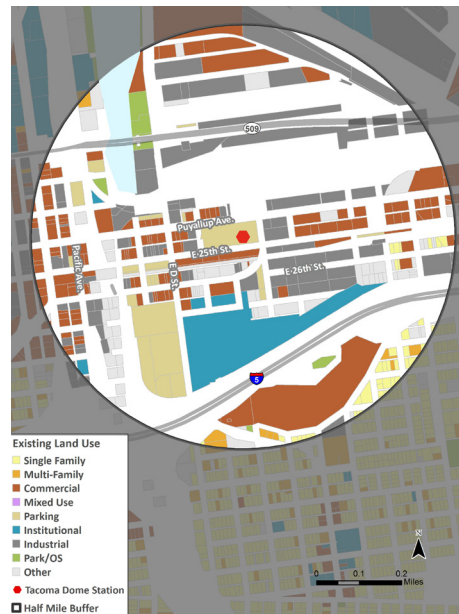 509
Puyallup Ave.
E 25th St.
Pacific Ave.
E D St.
E 26th St.
5
Existing Land Use
Single Family
Multi-Family
Commercial
Mixed Use
Parking
Institutional
Industrial
Park/OS
Other
Tacoma Dome Station
Half Mile Buffer
N
0 0.1 0.2
Miles